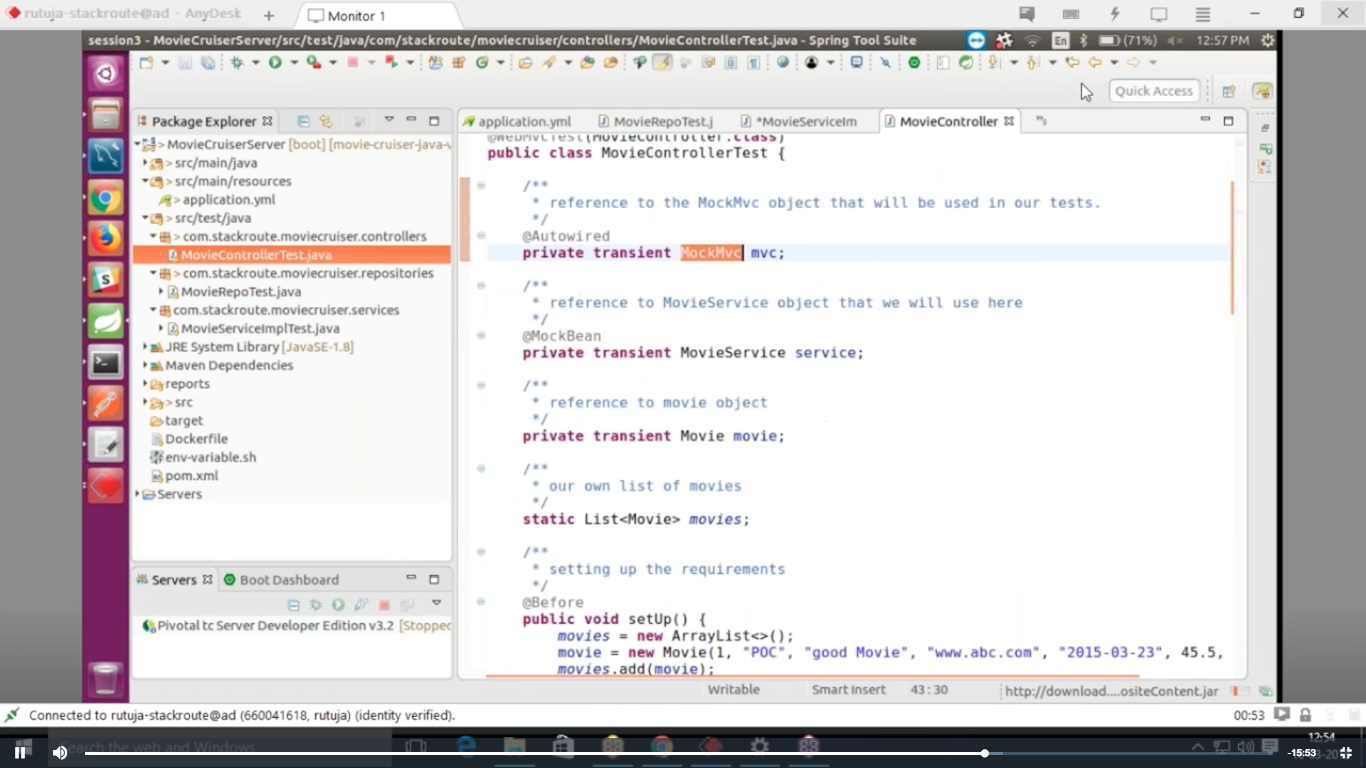 rutuja-stackroute@ad - AnyDesk
Monitor 1
session3 - MovieCruiserServer/src/test/java/com/stackroute/moviecruiser/controllers/MovieControllerTest.java - Spring Tool Suite
En
(71%)
12:57 PM
Quick Access
Package Explorer
application.yml
MovieRepoTest.j
*MovieServiceIm
MovieController
> MovieCruiserServer [boot] [movie-cruiser-java-v
> src/main/java
> src/main/resources
> application.yml
> src/test/java
> com.stackroute.moviecruiser.controllers
MovieControllerTest.java
> com.stackroute.moviecruiser.repositories
MovieRepoTest.java
com.stackroute.moviecruiser.services
MovieServiceImplTest.java
JRE System Library [JavaSE-1.8]
Maven Dependencies
reports
> src
target
Dockerfile
env-variable.sh
pom.xml
Servers
@WebMvcTest(MovieController.class)
public class MovieControllerTest {
/**
* reference to the MockMvc object that will be used in our tests.
*/
@Autowired
private transient MockMvc mvc;
/**
* reference to MovieService object that we will use here
*/
@MockBean
private transient MovieService service;
/**
* reference to movie object
*/
private transient Movie movie;
/**
* our own list of movies
*/
static List<Movie> movies;
/**
* setting up the requirements
*/
@Before
public void setUp() {
movies = new ArrayList<>();
movie = new Movie(1, "POC", "good Movie", "www.abc.com", "2015-03-23", 45.5,
movies.add(movie);
Servers
Boot Dashboard
Pivotal tc Server Developer Edition v3.2 [Stopped
Writable
Smart Insert
43 : 30
http://download....ositeContent.jar
Connected to rutuja-stackroute@ad (660041618, rutuja) (identity verified).
00:53
Search the web and Windows
12:54
-15:53